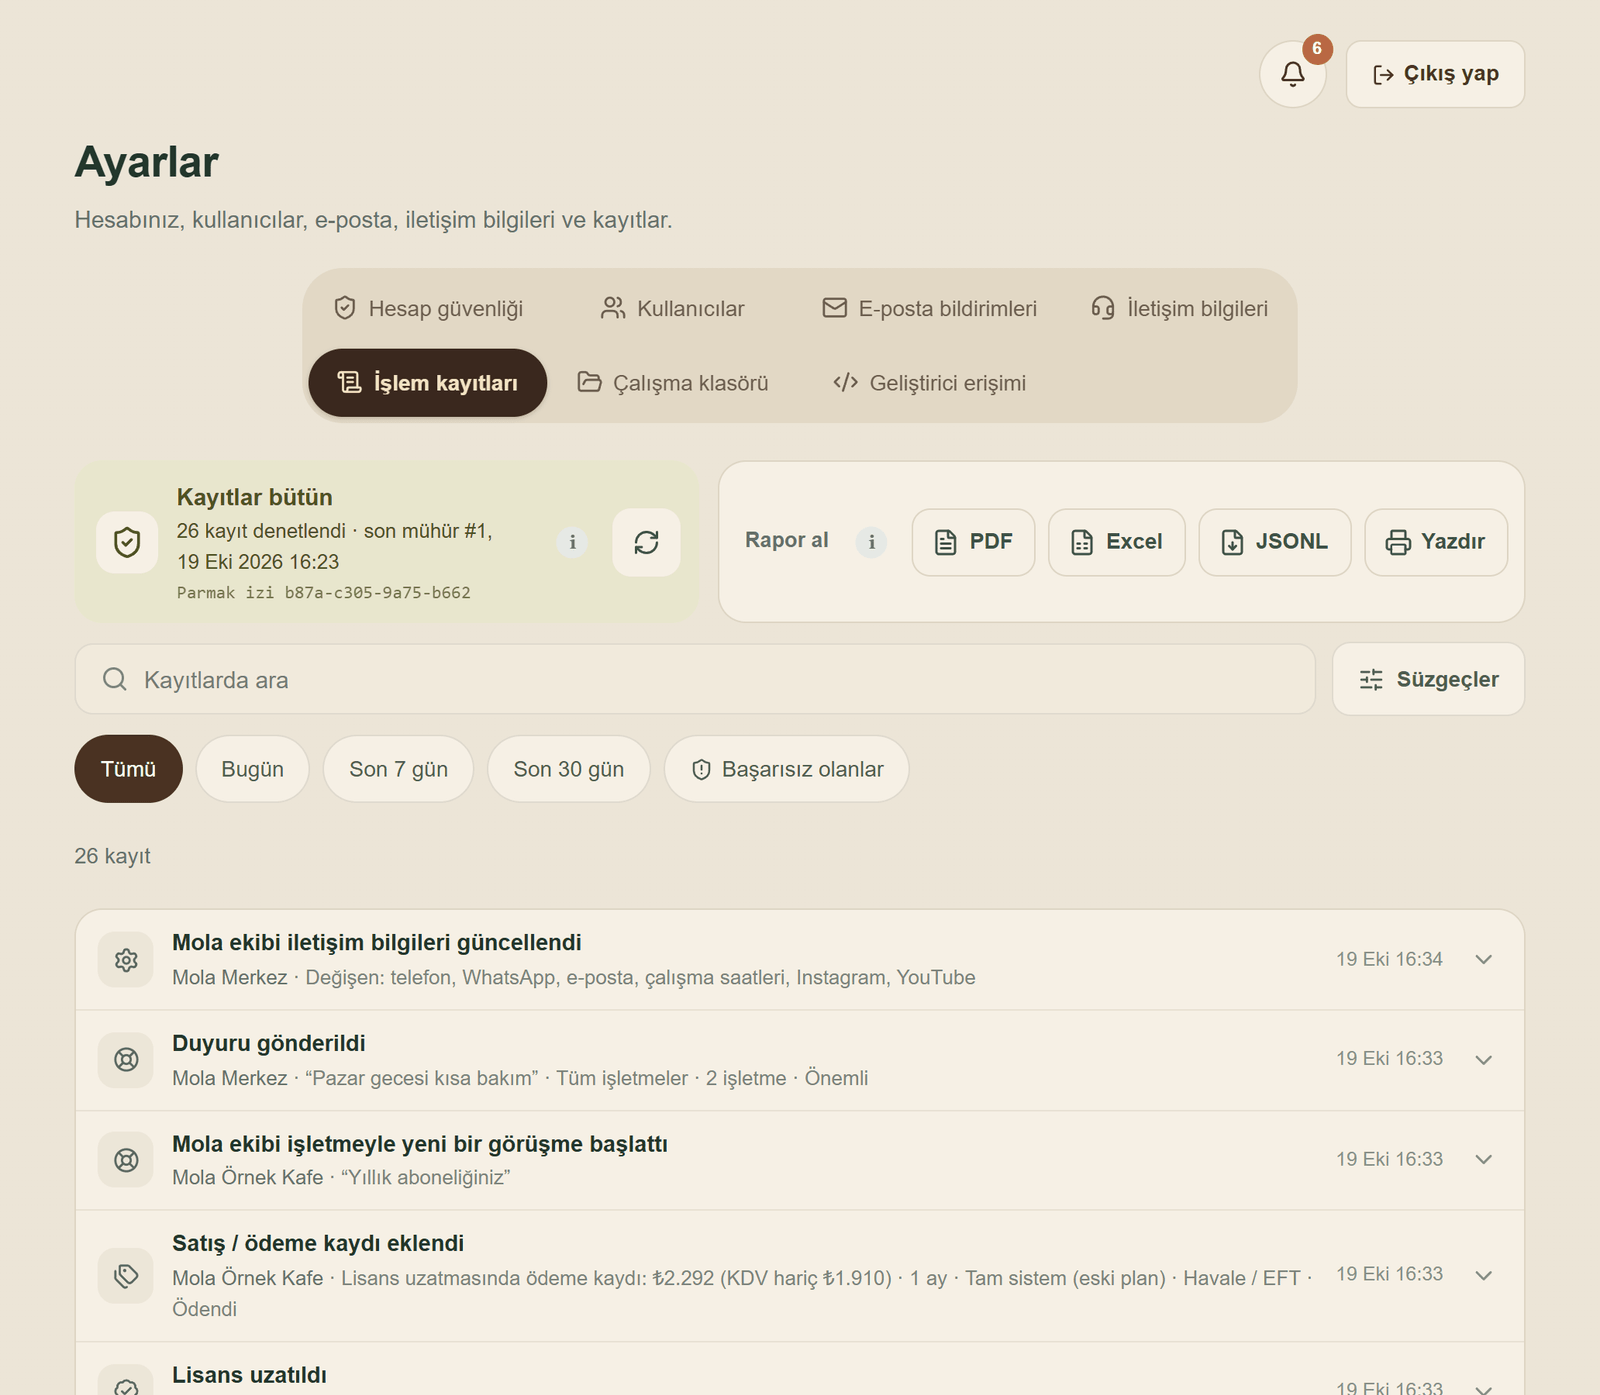 6
Çıkış yap
Ayarlar
Hesabınız, kullanıcılar, e-posta, iletişim bilgileri ve kayıtlar.
Hesap güvenliği
Kullanıcılar
E-posta bildirimleri
İletişim bilgileri
İşlem kayıtları
Çalışma klasörü
Geliştirici erişimi
Kayıtlar bütün
26 kayıt denetlendi · son mühür #1,
19 Eki 2026 16:23
Parmak izi b87a-c305-9a75-b662
i
Rapor al
i
PDF
Excel
JSONL
Yazdır
Kayıtlarda ara
Süzgeçler
Tümü
Bugün
Son 7 gün
Son 30 gün
Başarısız olanlar
26 kayıt
Mola ekibi iletişim bilgileri güncellendi
Mola Merkez · Değişen: telefon, WhatsApp, e-posta, çalışma saatleri, Instagram, YouTube
19 Eki 16:34
Duyuru gönderildi
Mola Merkez · “Pazar gecesi kısa bakım” · Tüm işletmeler · 2 işletme · Önemli
19 Eki 16:33
Mola ekibi işletmeyle yeni bir görüşme başlattı
Mola Örnek Kafe · “Yıllık aboneliğiniz”
19 Eki 16:33
Satış / ödeme kaydı eklendi
Mola Örnek Kafe · Lisans uzatmasında ödeme kaydı: ₺2.292 (KDV hariç ₺1.910) · 1 ay · Tam sistem (eski plan) · Havale / EFT ·
Ödendi
19 Eki 16:33
Lisans uzatıldı
19 Eki 16:33